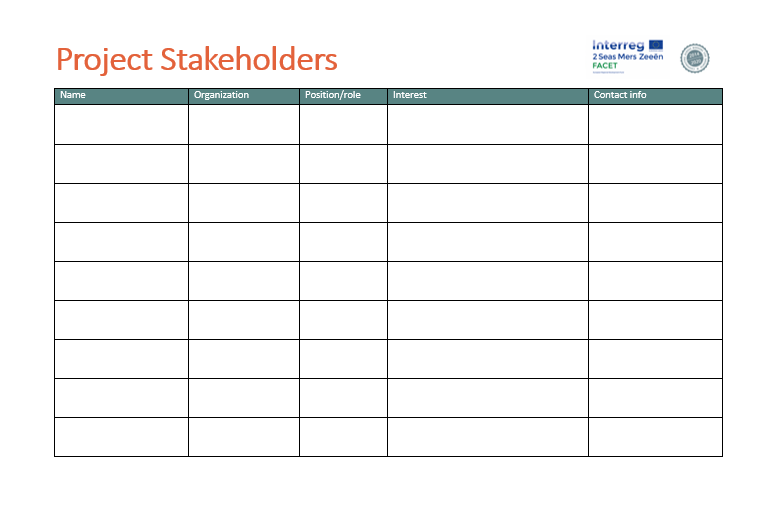 Project Stakeholders
Interreg
2 Seas Mers Zeeën
FACET
Name Organization Position/role Interest Contact info